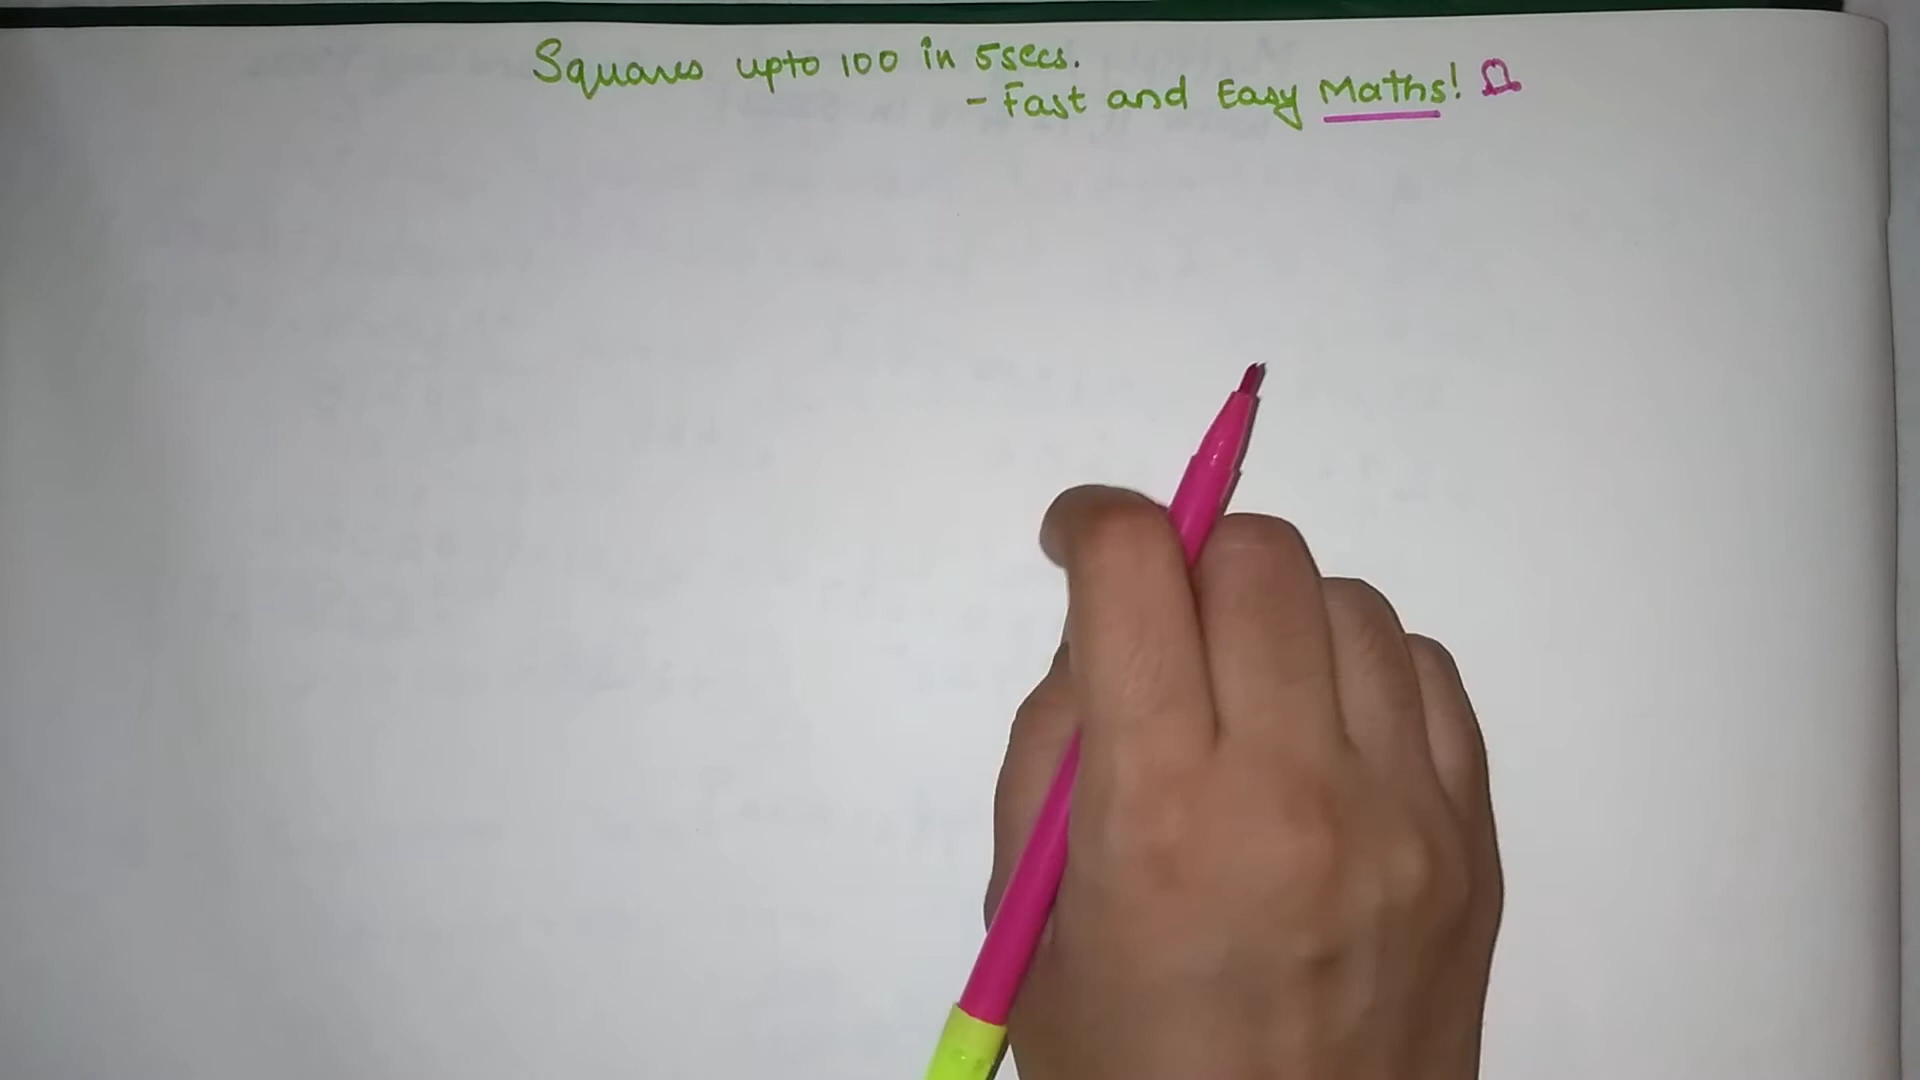 Squares upto 100 in 5secs.
- Fast and Easy Maths! Ω